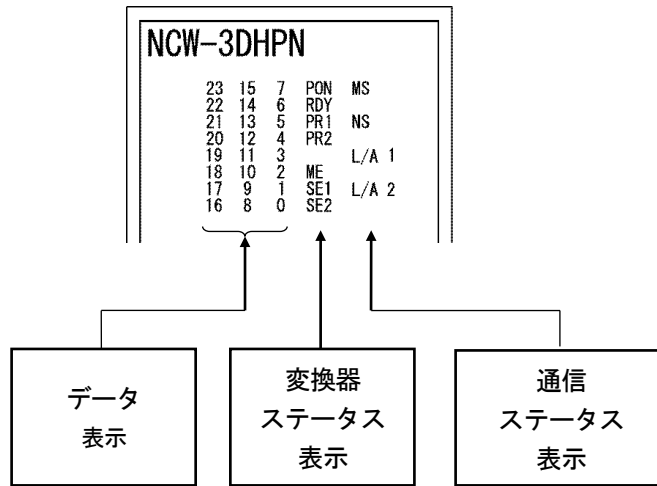 NCW-3DHPN
23 15 7 PON MS
22 14 6 RDY
21 13 5 PR1 NS
20 12 4 PR2
19 11 3 L/A 1
18 10 2 ME
17 9 1 SE1 L/A 2
16 8 0 SE2
データ
表示
変換器
ステータス
表示
通信
ステータス
表示